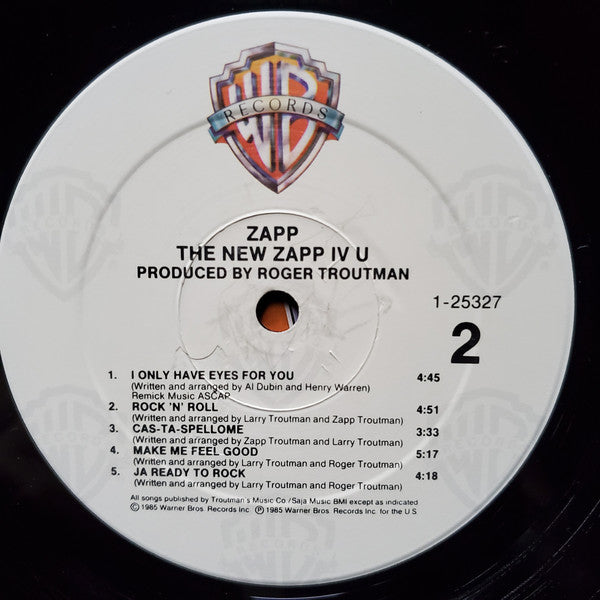 WB
RECORDS
ZAPP
THE NEW ZAPP IV U
PRODUCED BY ROGER TROUTMAN
1-25327
2
1. I ONLY HAVE EYES FOR YOU 4:45
(Written and arranged by Al Dubin and Henry Warren)
Remick Music ASCAP
2. ROCK 'N' ROLL 4:51
(Written and arranged by Larry Troutman and Zapp Troutman)
3. CAS-TA-SPELLOME 3:33
(Written and arranged by Zapp Troutman and Larry Troutman)
4. MAKE ME FEEL GOOD 5:17
(Written and arranged by Larry Troutman and Roger Troutman)
5. JA READY TO ROCK 4:18
(Written and arranged by Larry Troutman and Roger Troutman)
All songs published by Troutman's Music Co./Saja Music BMI except as indicated
© 1985 Warner Bros. Records Inc. ℗ 1985 Warner Bros. Records Inc. for the U.S.